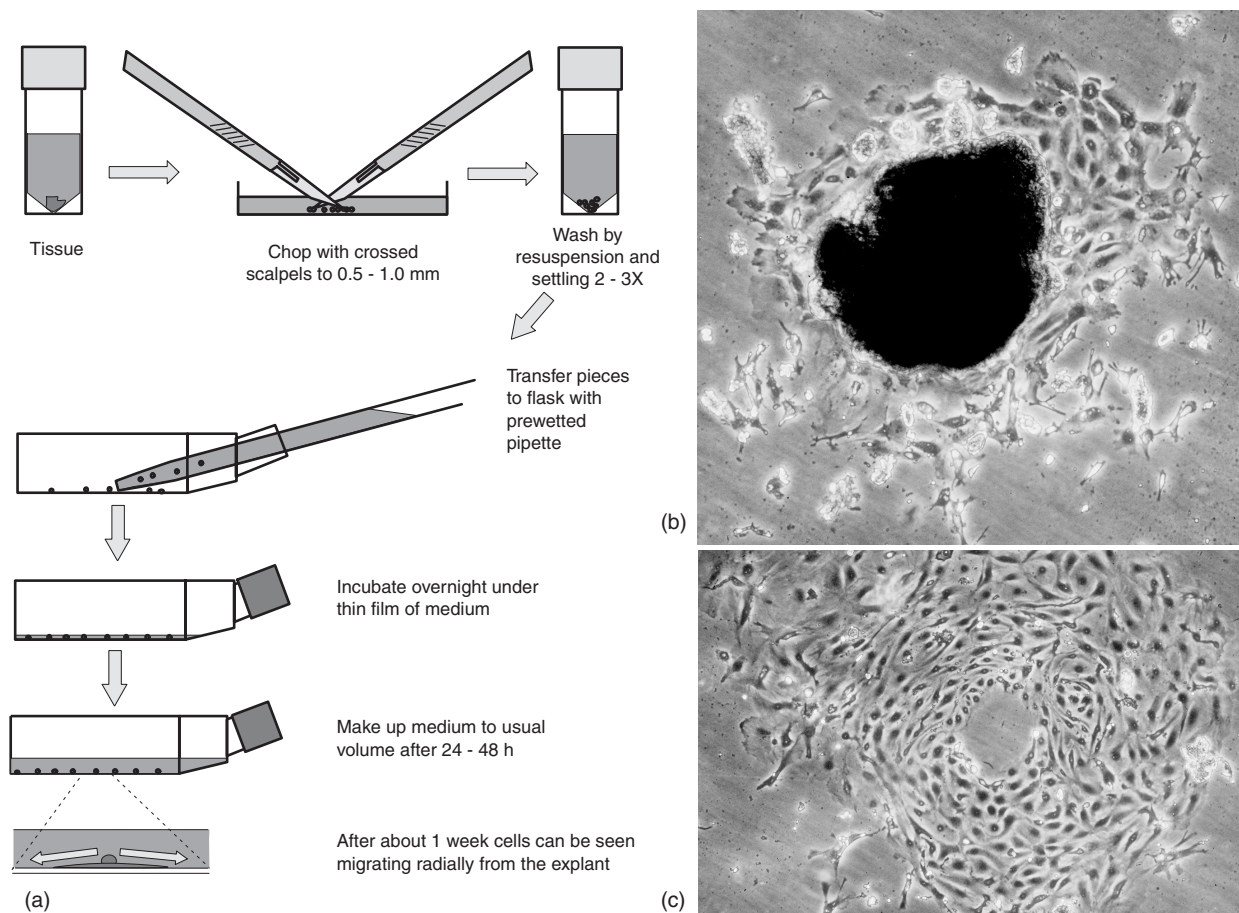 Tissue
Chop with crossed
scalpels to 0.5 - 1.0 mm
Wash by
resuspension and
settling 2 - 3X
Transfer pieces
to flask with
prewetted
pipette
Incubate overnight under
thin film of medium
Make up medium to usual
volume after 24 - 48 h
After about 1 week cells can be seen
migrating radially from the explant
(a)
(b)
(c)